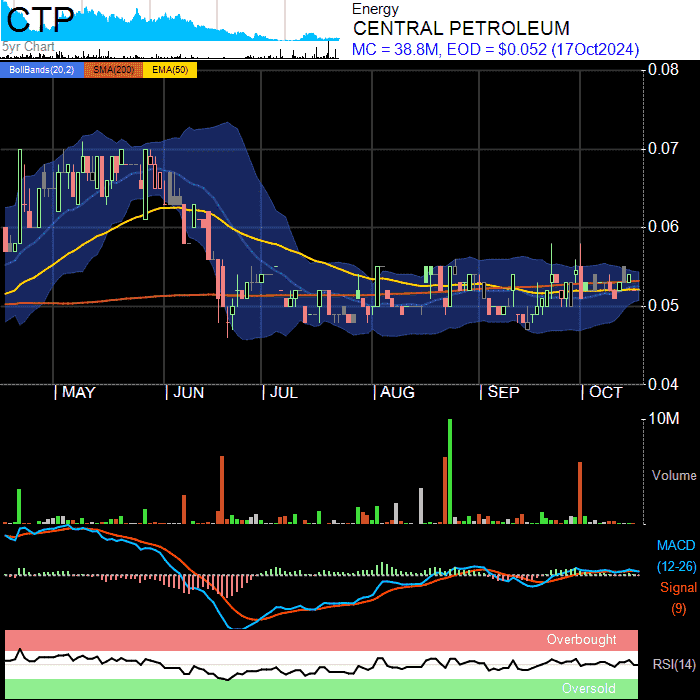 CTP
5yr Chart
Energy
CENTRAL PETROLEUM
MC = 38.8M, EOD = $0.052 (17Oct2024)
BollBands(20,2) SMA(200) EMA(50)
0.08
0.07
0.06
0.05
0.04
MAY JUN JUL AUG SEP OCT
10M
Volume
MACD
(12-26)
Signal
(9)
Overbought
RSI(14)
Oversold